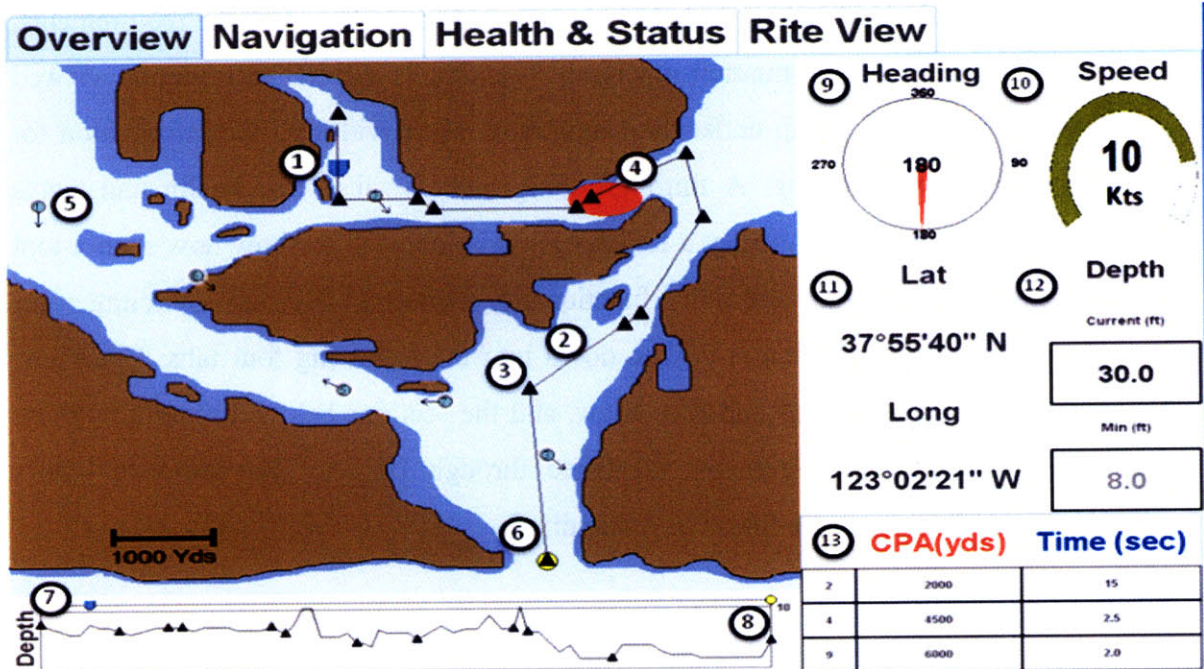 Overview Navigation Health & Status Rite View
9 Heading
360
270 180 90
180
10 Speed
10
Kts
1
4
5
2
3
6
1000 Yds
11 Lat
37°55'40" N
Long
123°02'21" W
12 Depth
Current (ft)
30.0
Min (ft)
8.0
7
8
10
Depth
13 CPA(yds) Time (sec)
2 2000 15
4 4500 2.5
9 6000 2.0